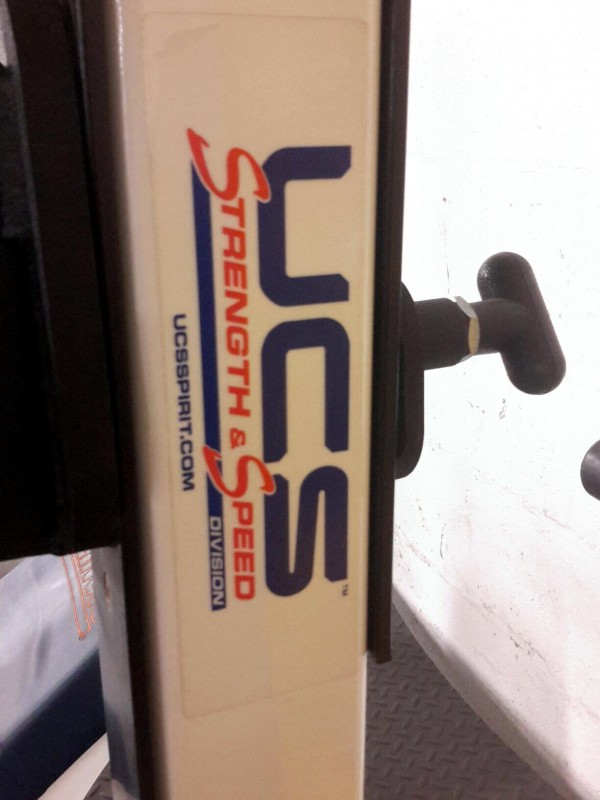 UCS™
STRENGTH & SPEED
DIVISION
UCSSPIRIT.COM